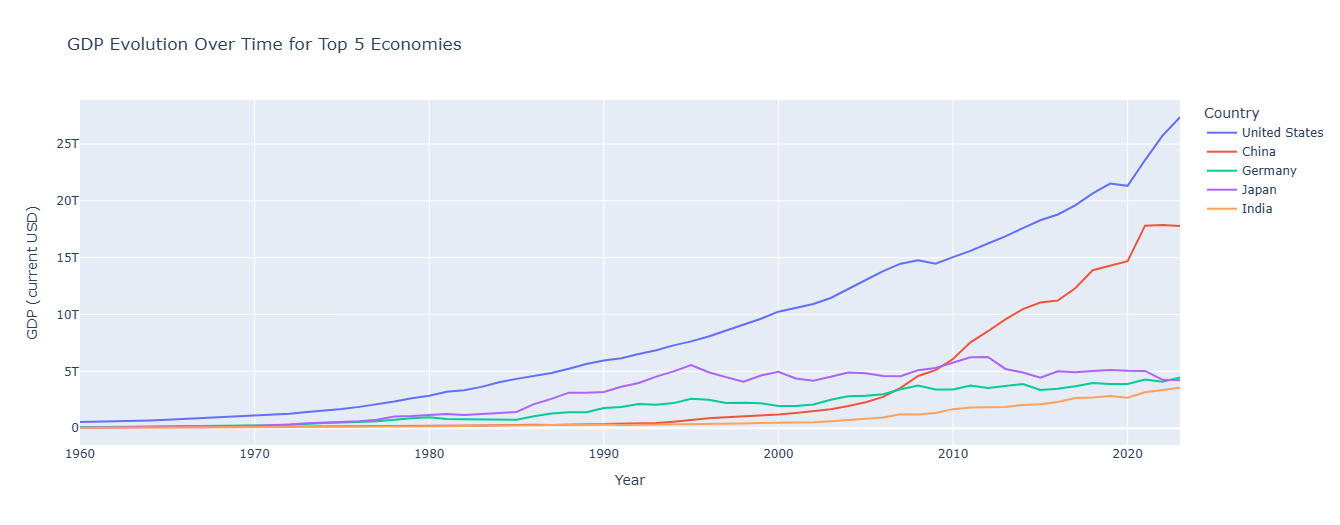 GDP Evolution Over Time for Top 5 Economies
Country
United States
China
Germany
Japan
India
GDP (current USD)
25T
20T
15T
10T
5T
0
1960
1970
1980
1990
2000
2010
2020
Year